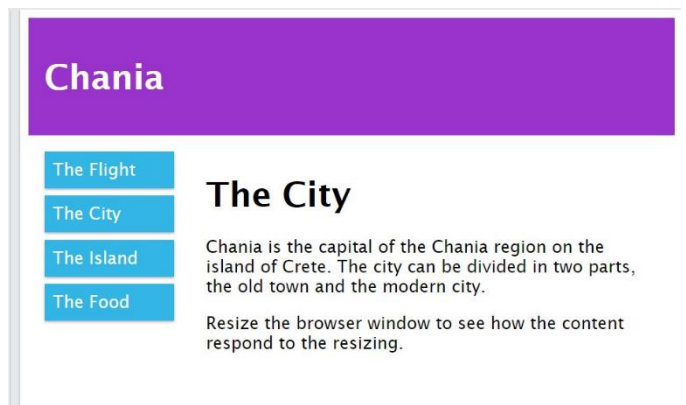 Chania
The Flight
The City
The Island
The Food
The City
Chania is the capital of the Chania region on the
island of Crete. The city can be divided in two parts,
the old town and the modern city.
Resize the browser window to see how the content
respond to the resizing.